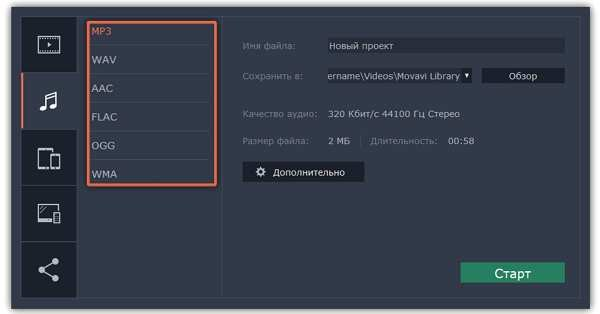 MP3
WAV
AAC
FLAC
OGG
WMA
Имя файла: Новый проект
Сохранить в: ername\Videos\Movavi Library Обзор
Качество аудио: 320 Кбит/с 44100 Гц Стерео
Размер файла: 2 МБ Длительность: 00:58
Дополнительно
Старт